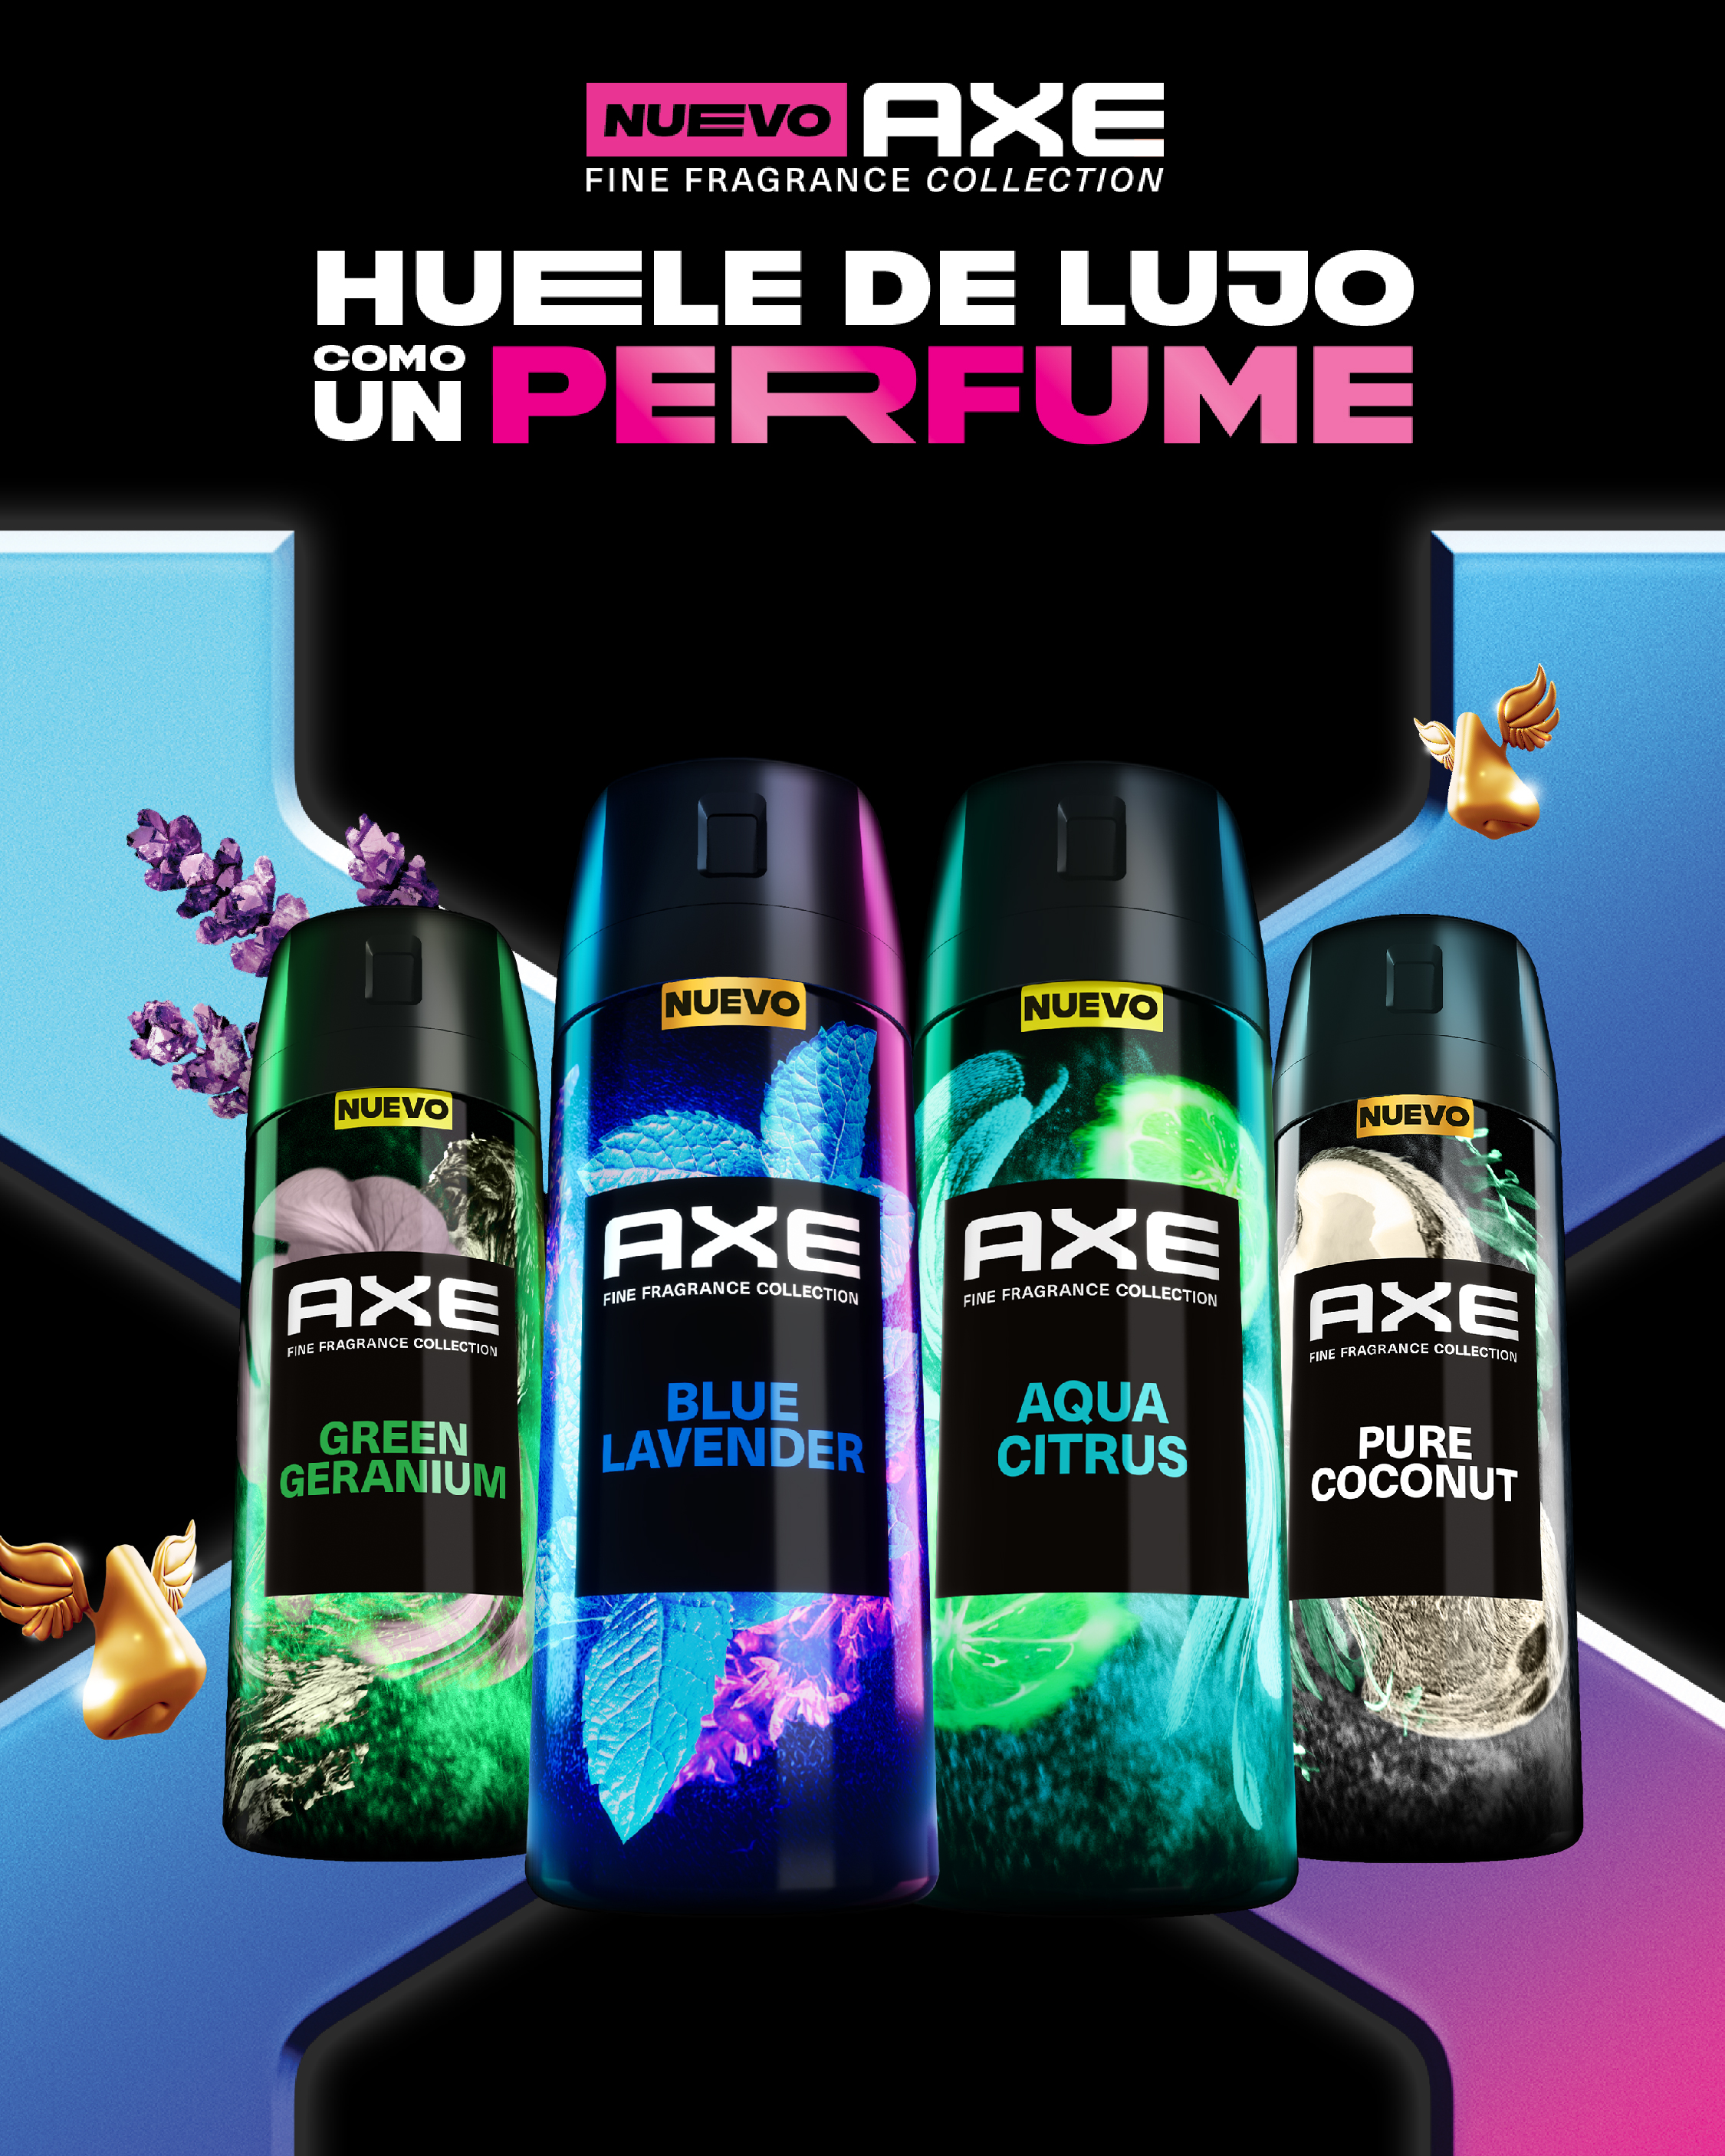 NUEVO AXE
FINE FRAGRANCE COLLECTION
HUELE DE LUJO
COMO
UN PERFUME
NUEVO
AXE
FINE FRAGRANCE COLLECTION
GREEN
GERANIUM
NUEVO
AXE
FINE FRAGRANCE COLLECTION
BLUE
LAVENDER
NUEVO
AXE
FINE FRAGRANCE COLLECTION
AQUA
CITRUS
NUEVO
AXE
FINE FRAGRANCE COLLECTION
PURE
COCONUT